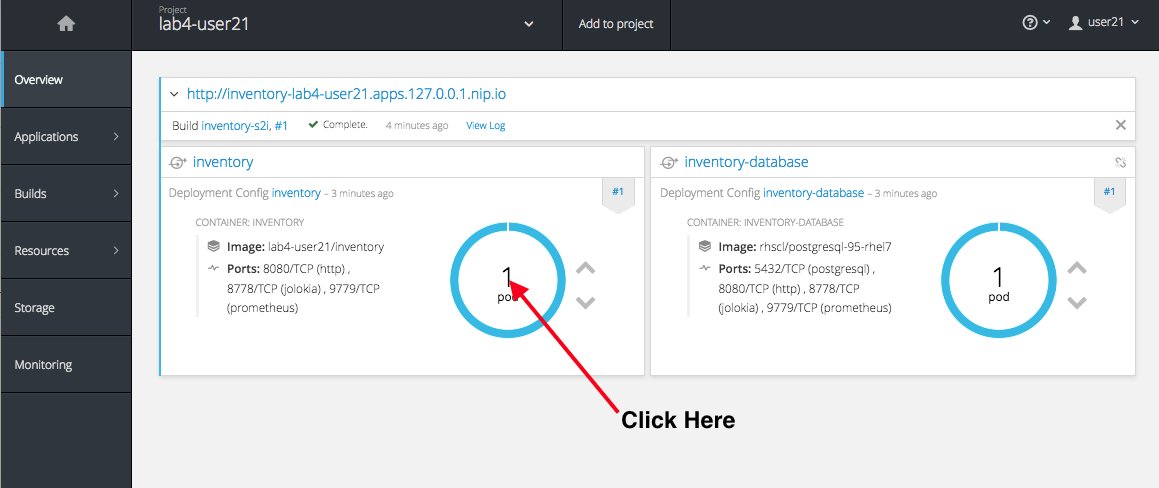 Project
lab4-user21
Add to project
user21
Overview
Applications
Builds
Resources
Storage
Monitoring
http://inventory-lab4-user21.apps.127.0.0.1.nip.io
Build inventory-s2i, #1 Complete. 4 minutes ago View Log
inventory
Deployment Config inventory – 3 minutes ago
#1
CONTAINER: INVENTORY
Image: lab4-user21/inventory
Ports: 8080/TCP (http) ,
8778/TCP (jolokia) , 9779/TCP
(prometheus)
1
pod
inventory-database
Deployment Config inventory-database – 3 minutes ago
#1
CONTAINER: INVENTORY-DATABASE
Image: rhscl/postgresql-95-rhel7
Ports: 5432/TCP (postgresql) ,
8080/TCP (http) , 8778/TCP
(jolokia) , 9779/TCP (prometheus)
1
pod
Click Here